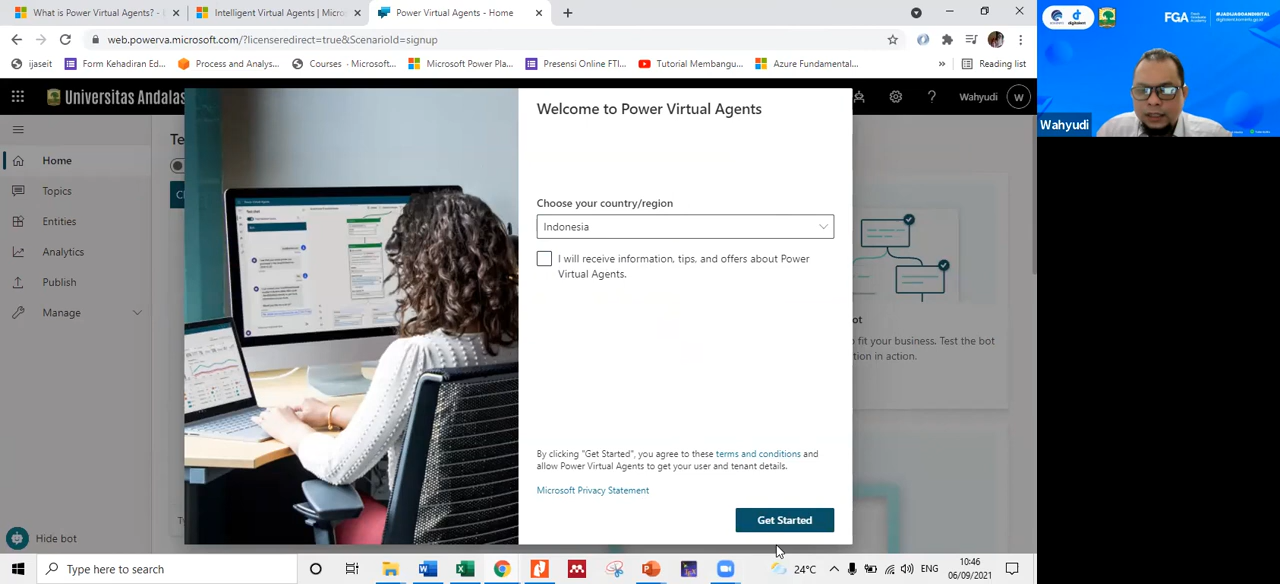 What is Power Virtual Agents? -
Intelligent Virtual Agents | Micro
Power Virtual Agents - Home
web.powerva.microsoft.com/?licenseredirect=true&ScenarioId=signup
ijaseit
Form Kehadiran Ed...
Process and Analys...
Courses - Microsoft...
Microsoft Power Pla...
Presensi Online FTI...
Tutorial Membangu...
Azure Fundamental...
»
Reading list
Universitas Andalas
Wahyudi
W
Home
Topics
Entities
Analytics
Publish
Manage
Hide bot
Te
Welcome to Power Virtual Agents
Choose your country/region
Indonesia
I will receive information, tips, and offers about Power
Virtual Agents.
By clicking "Get Started", you agree to these terms and conditions and
allow Power Virtual Agents to get your user and tenant details.
Microsoft Privacy Statement
Get Started
ot
fit your business. Test the bot
tion in action.
Type here to search
24°C
ENG
10:46
06/09/2021
FGA
#JADIJAGOANDIGITAL
Wahyudi